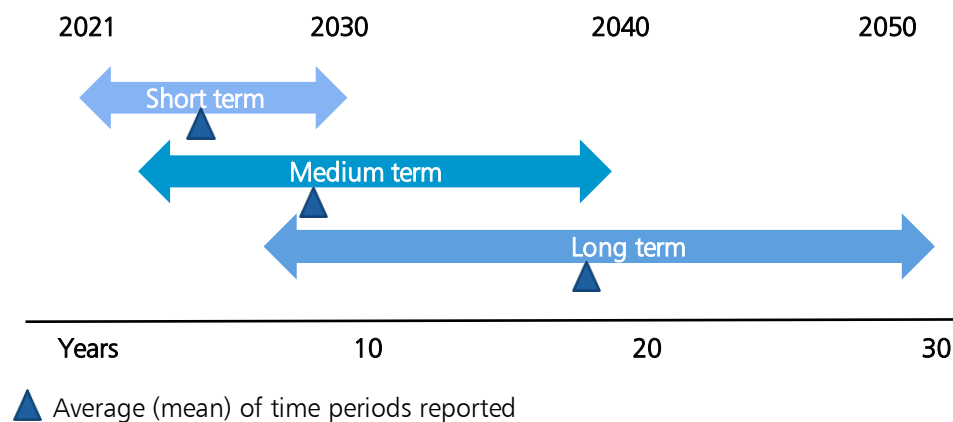 2021 2030 2040 2050
Short term
Medium term
Long term
Years 10 20 30
Average (mean) of time periods reported